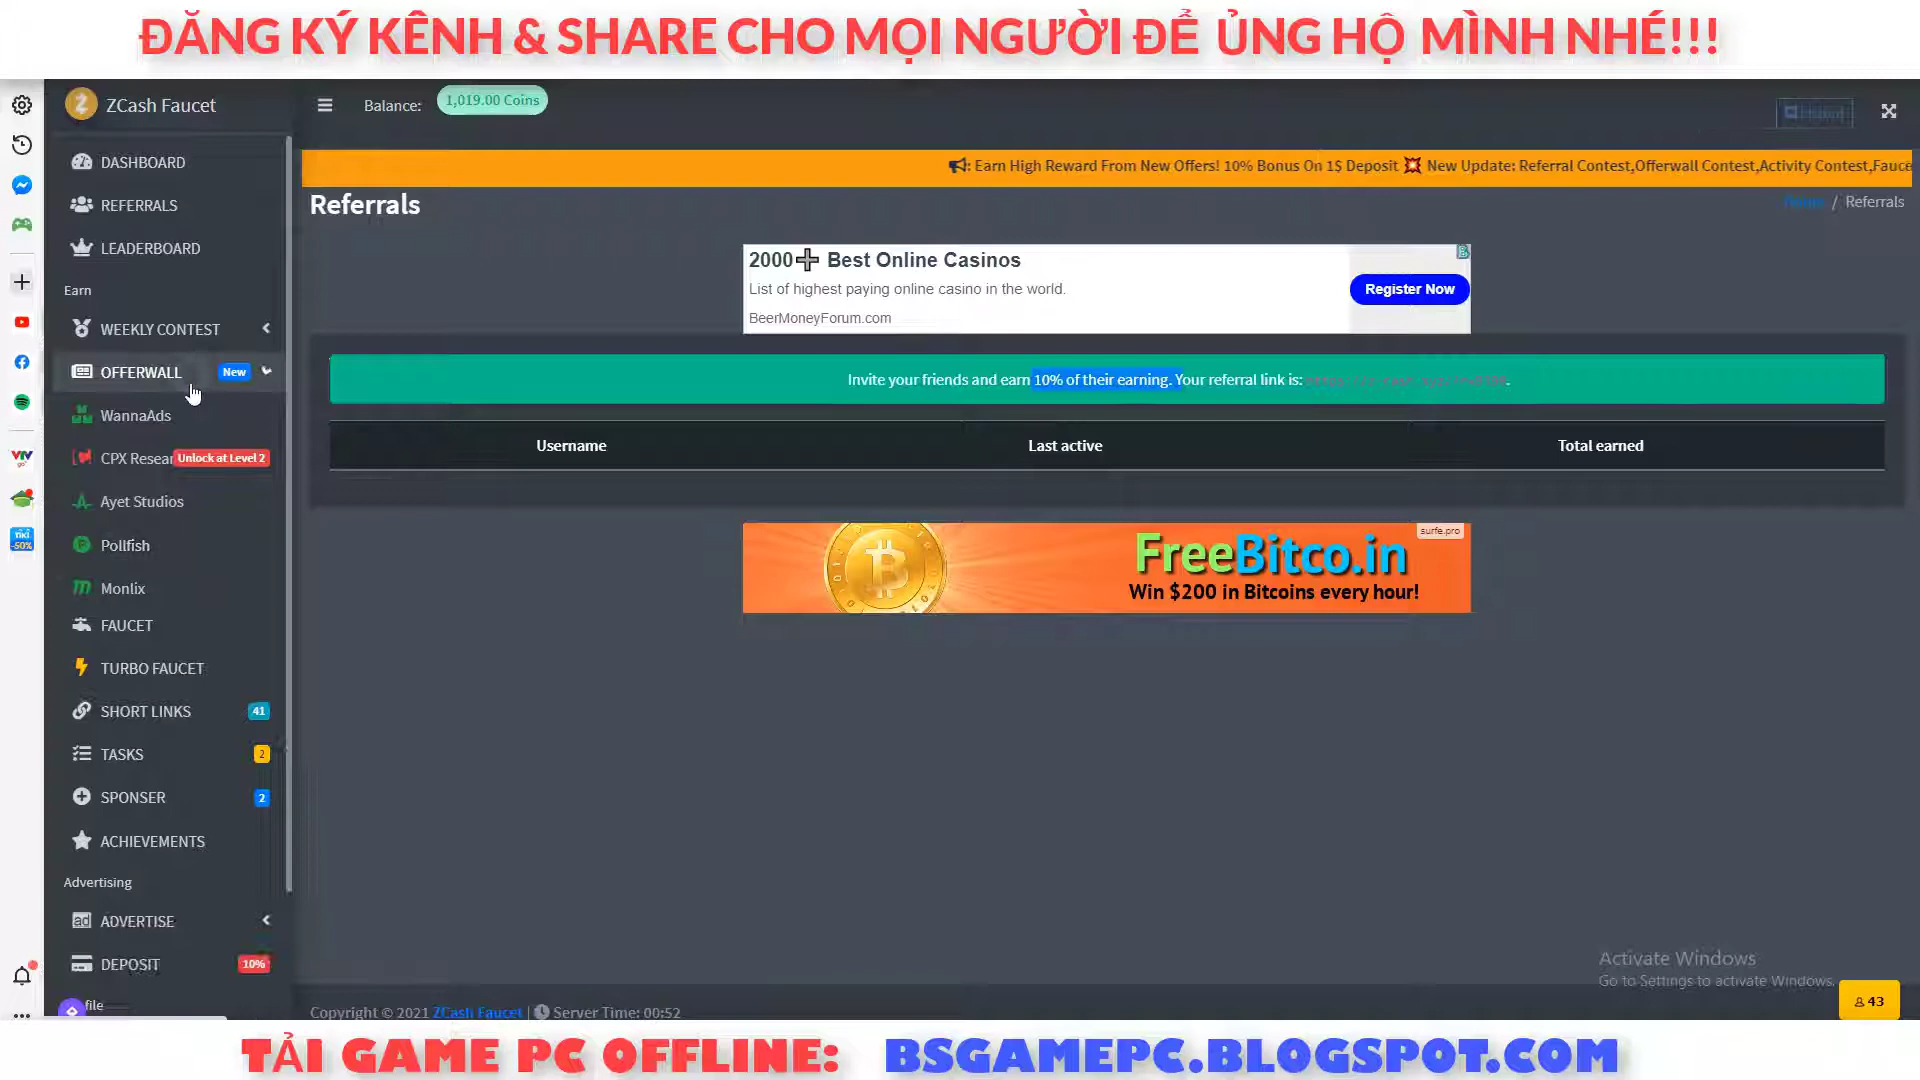 ĐĂNG KÝ KÊNH & SHARE CHO MỌI NGƯỜI ĐỂ ỦNG HỘ MÌNH NHÉ!!!
ZCash Faucet
Balance:
1,019.00 Coins
DASHBOARD
REFERRALS
LEADERBOARD
Earn
WEEKLY CONTEST
OFFERWALL
New
WannaAds
CPX Resear
Unlock at Level 2
Ayet Studios
Pollfish
Monlix
FAUCET
TURBO FAUCET
SHORT LINKS
41
TASKS
2
SPONSER
2
ACHIEVEMENTS
Advertising
ADVERTISE
DEPOSIT
10%
file
: Earn High Reward From New Offers! 10% Bonus On 1$ Deposit 💥 New Update: Referral Contest,Offerwall Contest,Activity Contest,Fauce
Referrals
Home / Referrals
2000➕ Best Online Casinos
List of highest paying online casino in the world.
BeerMoneyForum.com
Register Now
Invite your friends and earn 10% of their earning. Your referral link is:
Username
Last active
Total earned
surfe.pro
FreeBitco.in
Win $200 in Bitcoins every hour!
Activate Windows
Go to Settings to activate Windows.
43
Copyright © 2021 ZCash Faucet | Server Time: 00:52
VTV
go
TIKI
-50%
TẢI GAME PC OFFLINE: BSGAMEPC.BLOGSPOT.COM